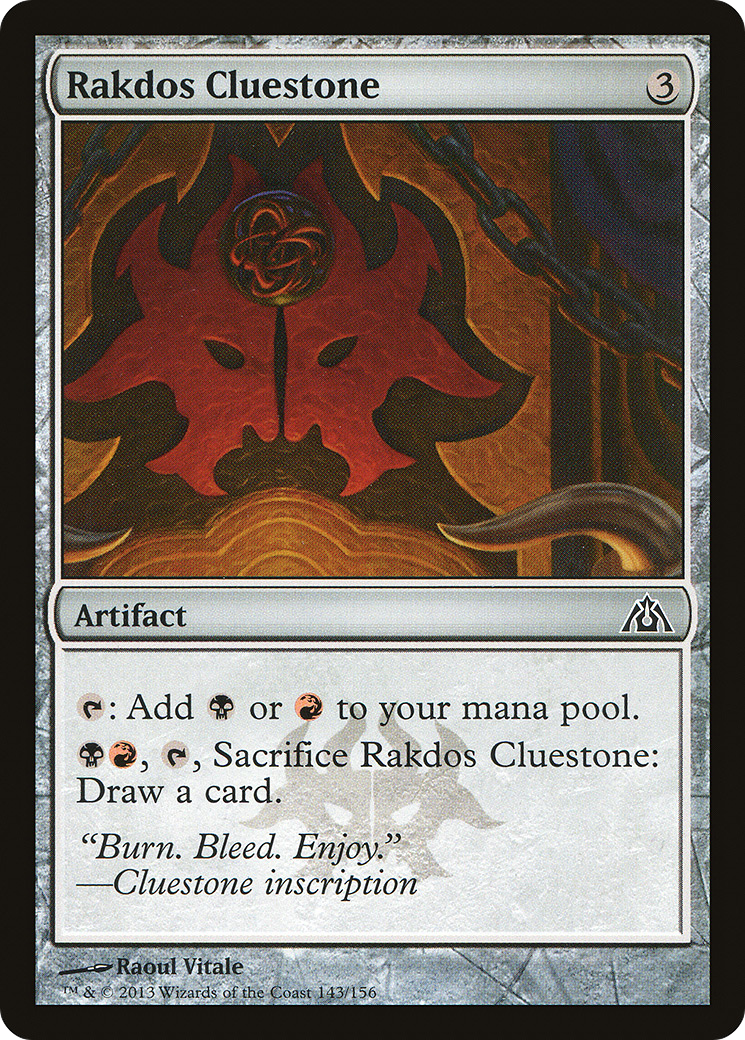 Rakdos Cluestone 3
Artifact
: Add or to your mana pool.
, , Sacrifice Rakdos Cluestone:
Draw a card.
“Burn. Bleed. Enjoy.”
—Cluestone inscription
Raoul Vitale
™ & © 2013 Wizards of the Coast 143/156